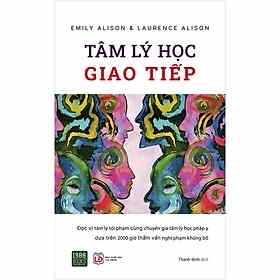 EMILY ALISON & LAURENCE ALISON
TÂM LÝ HỌC
GIAO TIẾP
Đọc vị tâm lý tội phạm cùng chuyên gia tâm lý học pháp y
dựa trên 2000 giờ thẩm vấn nghi phạm khủng bố
1980 BOOKS
Thanh Bình dịch